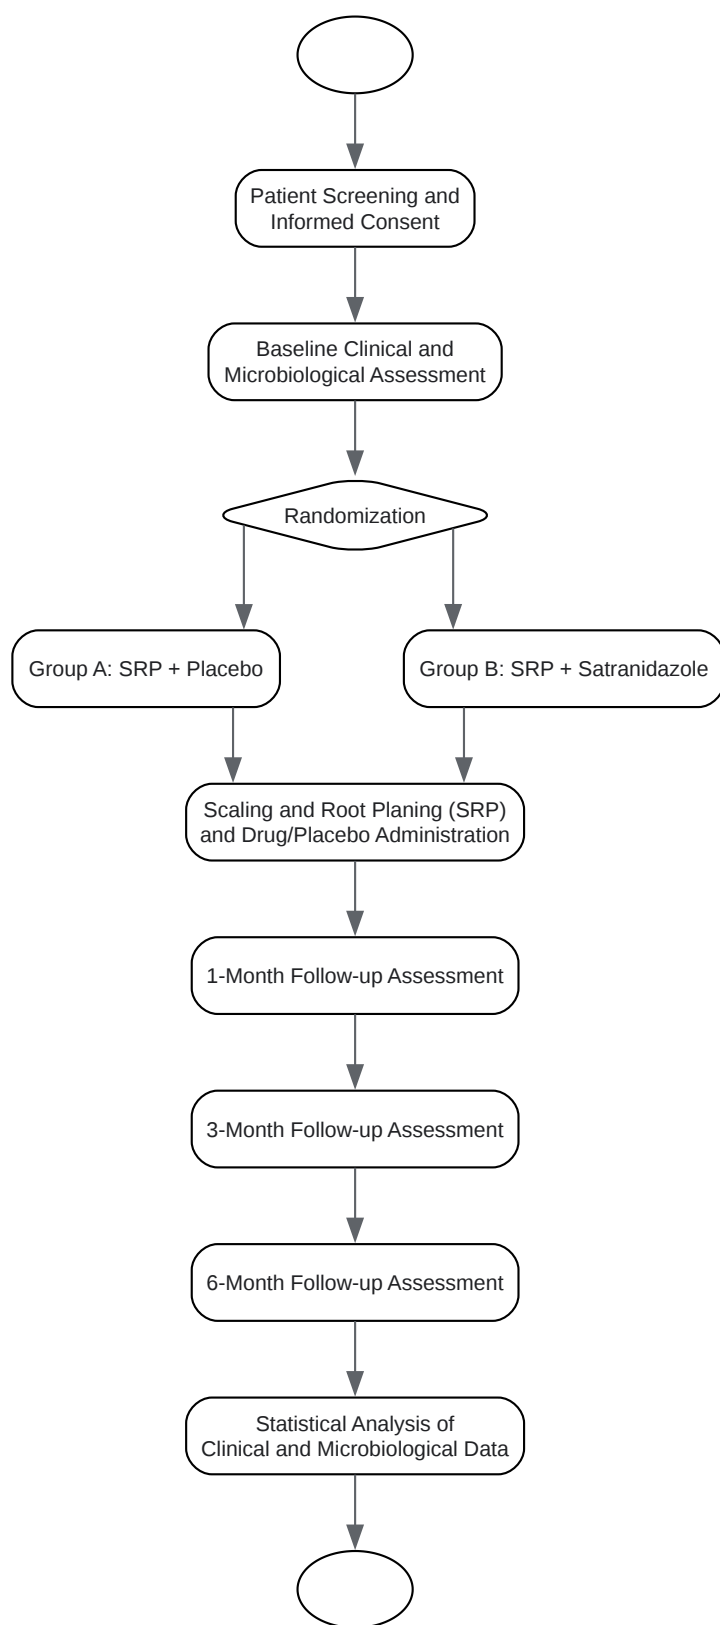 Patient Screening and
Informed Consent
Baseline Clinical and
Microbiological Assessment
Randomization
Group A: SRP + Placebo
Group B: SRP + Satranidazole
Scaling and Root Planing (SRP)
and Drug/Placebo Administration
1-Month Follow-up Assessment
3-Month Follow-up Assessment
6-Month Follow-up Assessment
Statistical Analysis of
Clinical and Microbiological Data